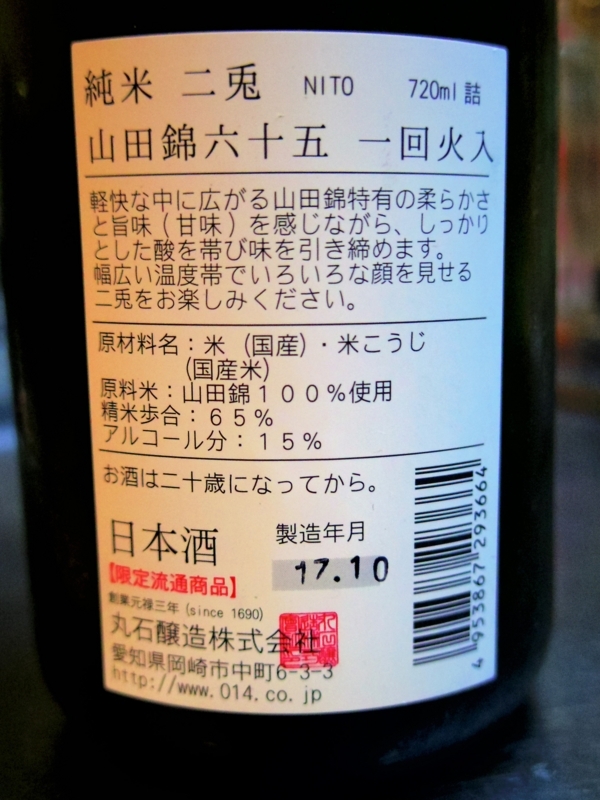 純米 二兎 NITO 720ml 詰
山田錦六十五 一回火入
軽快な中に広がる山田錦特有の柔らかさ
と旨味（甘味）を感じながら、しっかり
とした酸を帯び味を引き締めます。
幅広い温度帯でいろいろな顔を見せる
二兎をお楽しみください。
原材料名：米（国産）・米こうじ
（国産米）
原料米：山田錦１００％使用
精米歩合：６５％
アルコール分：１５％
お酒は二十歳になってから。
日本酒
製造年月
17.10
【限定流通商品】
創業元禄三年 (since 1690)
丸石醸造株式会社
愛知県岡崎市中町6-3-3
http://www.014.co.jp
4 953867 293664